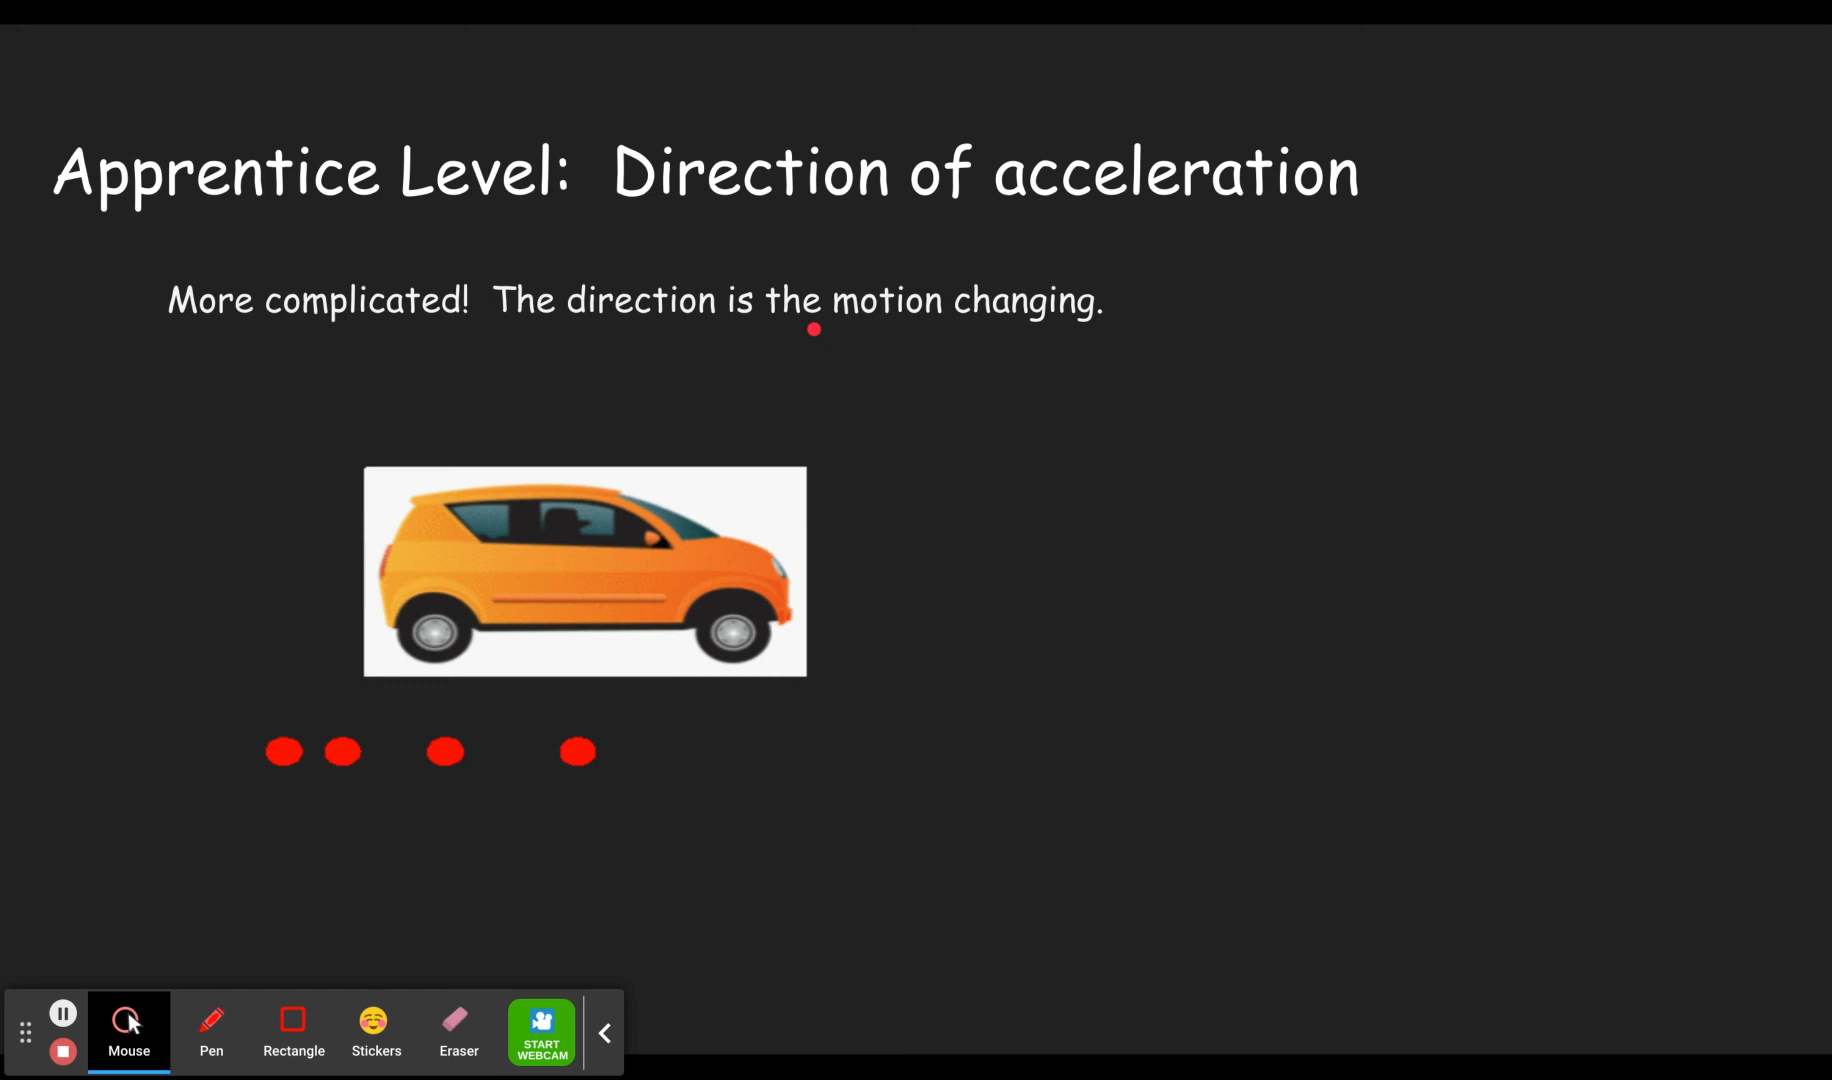 Apprentice Level:  Direction of acceleration
More complicated!  The direction is the motion changing.
Mouse
Pen
Rectangle
Stickers
Eraser
START
WEBCAM